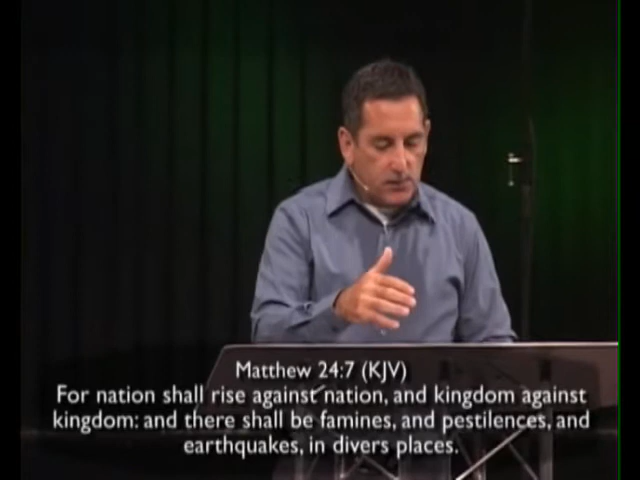 Matthew 24:7 (KJV)
For nation shall rise against nation, and kingdom against
kingdom: and there shall be famines, and pestilences, and
earthquakes, in divers places.